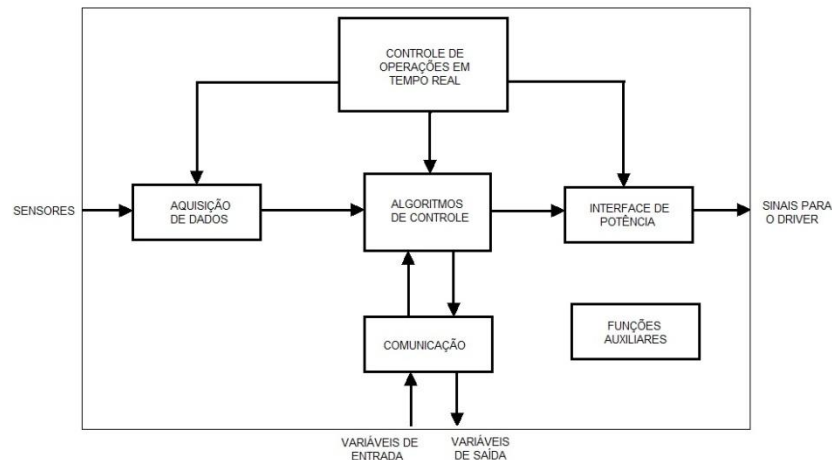 CONTROLE DE
OPERAÇÕES EM
TEMPO REAL
SENSORES
AQUISIÇÃO
DE DADOS
ALGORITMOS
DE CONTROLE
INTERFACE DE
POTÊNCIA
SINAIS PARA
O DRIVER
COMUNICAÇÃO
FUNÇÕES
AUXILIARES
VARIÁVEIS DE
ENTRADA
VARIÁVEIS
DE SAÍDA